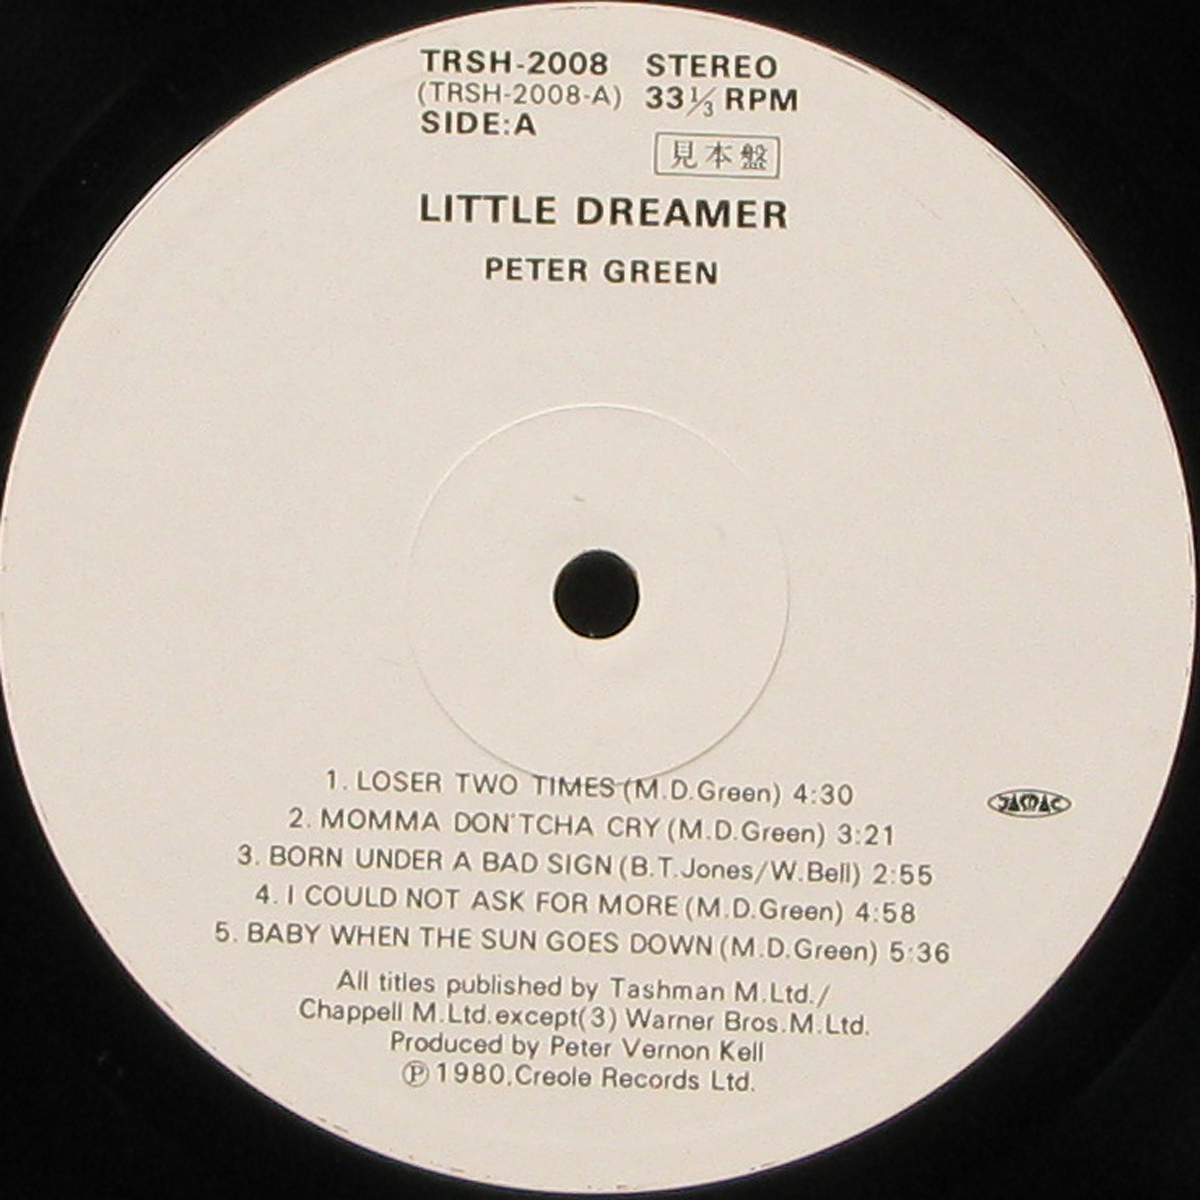 TRSH-2008 STEREO
(TRSH-2008-A) 33 1/3 RPM
SIDE:A
見本盤
LITTLE DREAMER
PETER GREEN
1. LOSER TWO TIMES (M.D.Green) 4:30
JASRAC
2. MOMMA DON'TCHA CRY (M.D.Green) 3:21
3. BORN UNDER A BAD SIGN (B.T.Jones/W.Bell) 2:55
4. I COULD NOT ASK FOR MORE (M.D.Green) 4:58
5. BABY WHEN THE SUN GOES DOWN (M.D.Green) 5:36
All titles published by Tashman M.Ltd./
Chappell M.Ltd.except(3) Warner Bros.M.Ltd.
Produced by Peter Vernon Kell
Ⓟ 1980,Creole Records Ltd.